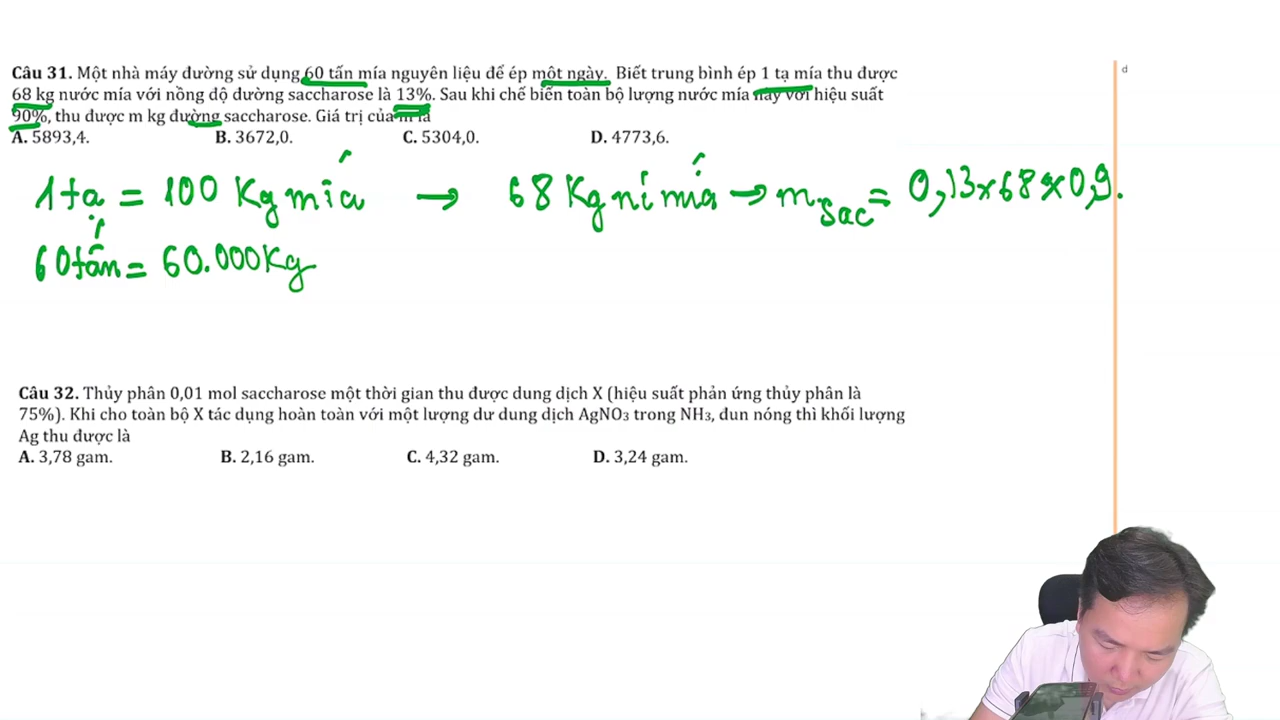 Câu 31. Một nhà máy đường sử dụng 60 tấn mía nguyên liệu để ép một ngày. Biết trung bình ép 1 tạ mía thu được
68 kg nước mía với nồng độ đường saccharose là 13%. Sau khi chế biến toàn bộ lượng nước mía này với hiệu suất
90%, thu được m kg đường saccharose. Giá trị của m là
A. 5893,4. B. 3672,0. C. 5304,0. D. 4773,6.
1 tạ = 100 Kg mía → 68 Kg nc mía → m sac = 0,13x68x0,9.
60 tấn = 60.000 Kg
Câu 32. Thủy phân 0,01 mol saccharose một thời gian thu được dung dịch X (hiệu suất phản ứng thủy phân là
75%). Khi cho toàn bộ X tác dụng hoàn toàn với một lượng dư dung dịch AgNO₃ trong NH₃, đun nóng thì khối lượng
Ag thu được là
A. 3,78 gam. B. 2,16 gam. C. 4,32 gam. D. 3,24 gam.
d